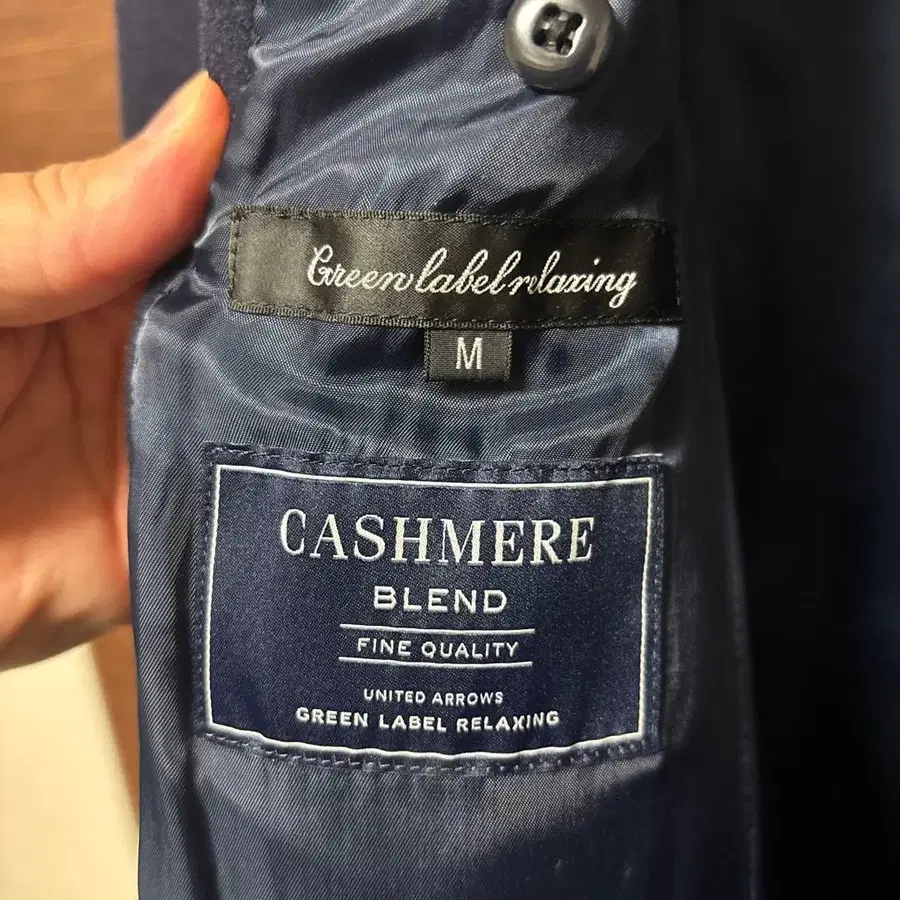 Green label relaxing
M
CASHMERE
BLEND
FINE QUALITY
UNITED ARROWS
GREEN LABEL RELAXING